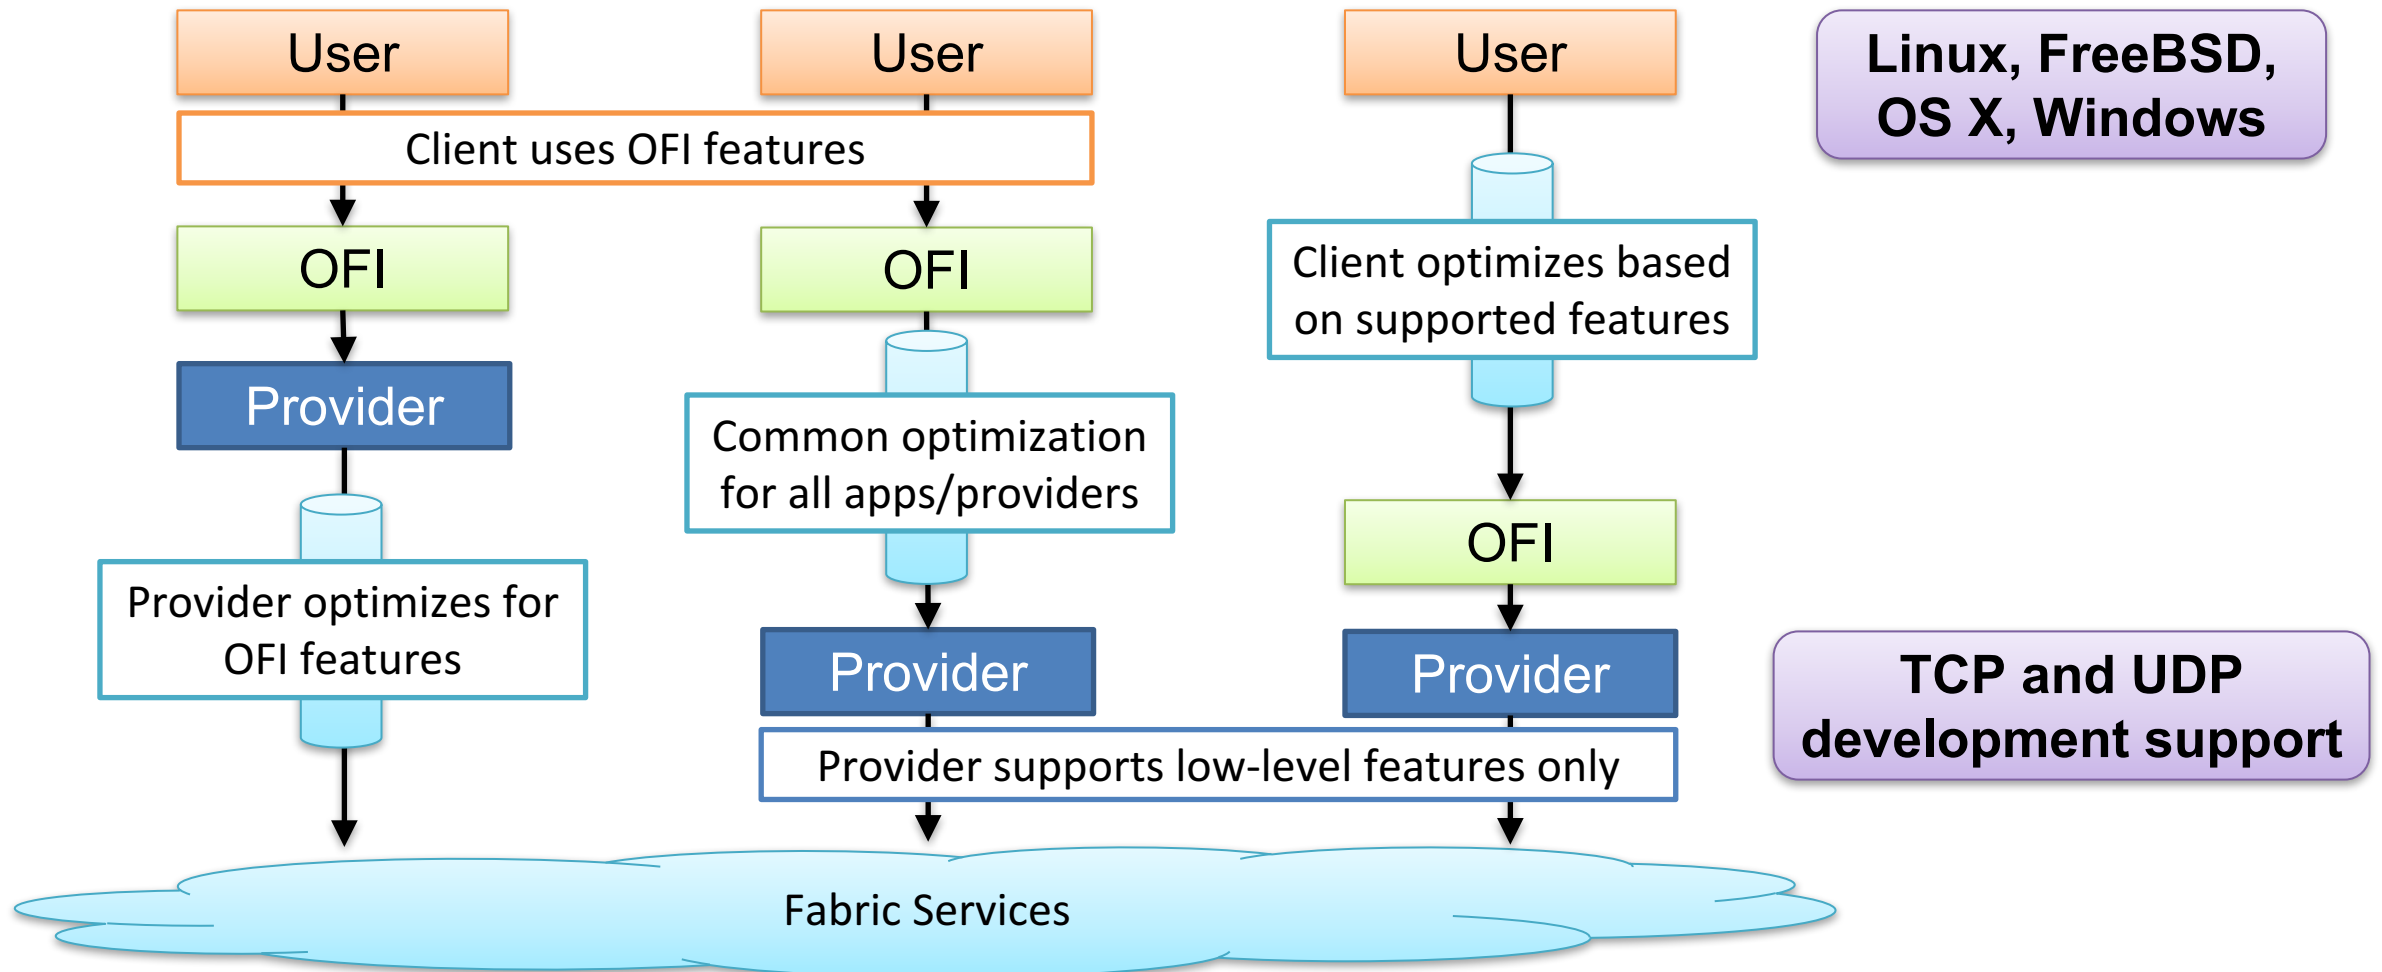 User
User
User
Linux, FreeBSD,
OS X, Windows
Client uses OFI features
OFI
OFI
Client optimizes based
on supported features
Provider
Common optimization
for all apps/providers
OFI
Provider optimizes for
OFI features
Provider
Provider
TCP and UDP
development support
Provider supports low-level features only
Fabric Services